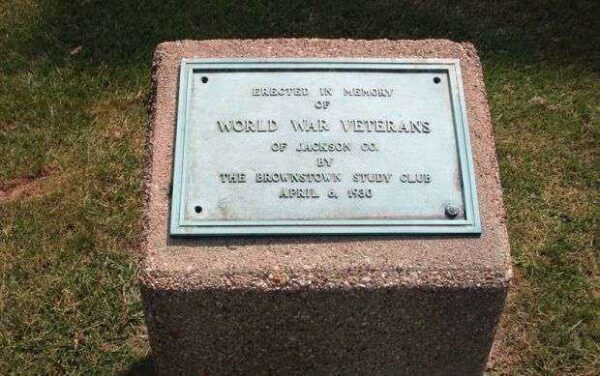 ERECTED IN MEMORY
OF
WORLD WAR VETERANS
OF JACKSON CO.
BY
THE BROWNSTOWN STUDY CLUB
APRIL 6, 1930